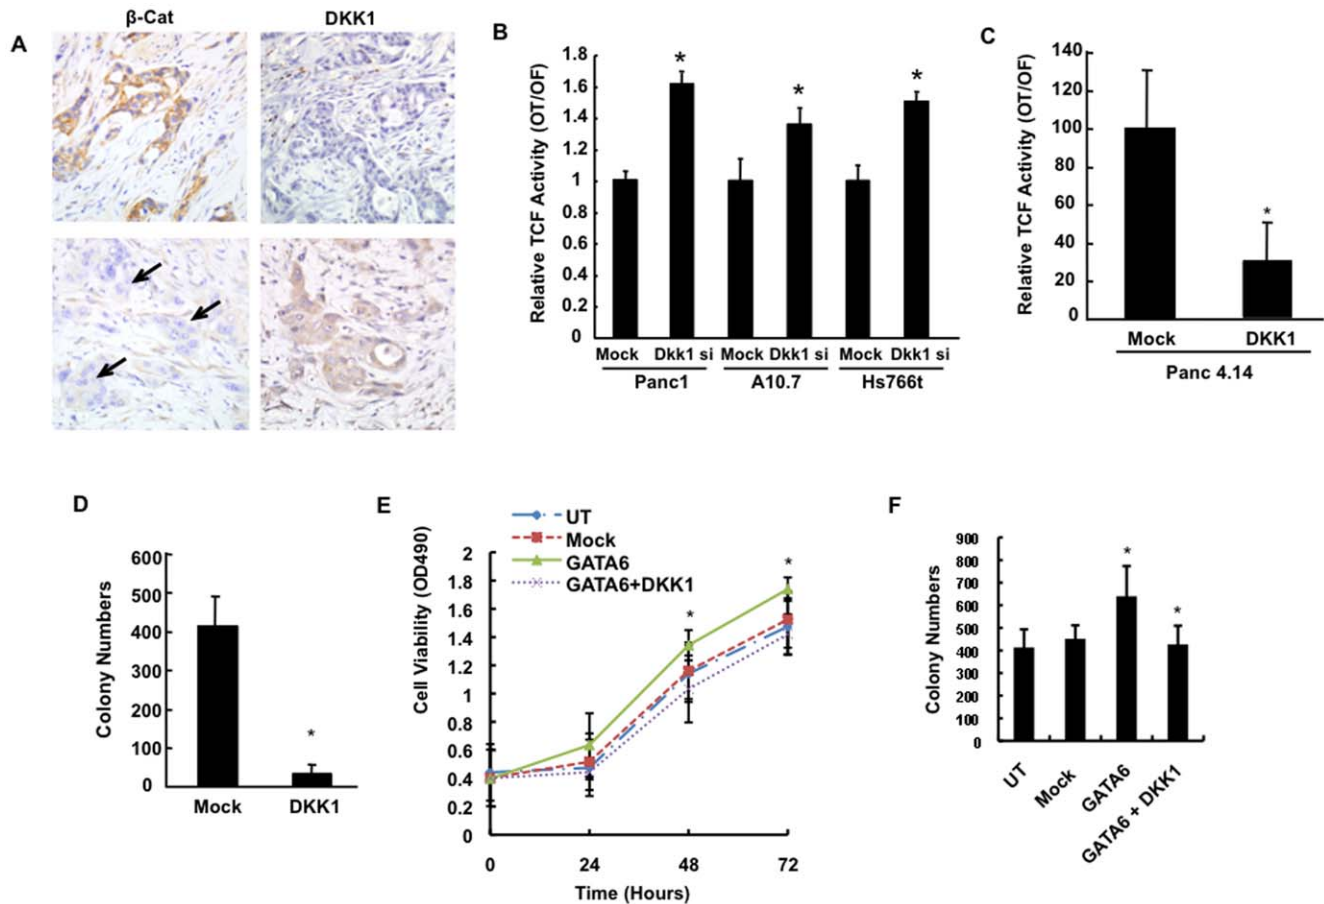 A
β-Cat DKK1
B
Relative TCF Activity (OT/OF)
1.8
1.6
1.4
1.2
1
0.8
0.6
0.4
0.2
0
* * *
Mock Dkk1 si Mock Dkk1 si Mock Dkk1 si
Panc1 A10.7 Hs766t
C
Relative TCF Activity (OT/OF)
140
120
100
80
60
40
20
0
*
Mock DKK1
Panc 4.14
D
Colony Numbers
600
500
400
300
200
100
0
*
Mock DKK1
E
UT
Mock
GATA6
GATA6+DKK1
Cell Viability (OD490)
2
1.8
1.6
1.4
1.2
1
0.8
0.6
0.4
0.2
0
* *
0 24 48 72
Time (Hours)
F
Colony Numbers
900
800
700
600
500
400
300
200
100
0
* *
UT Mock GATA6 GATA6 + DKK1